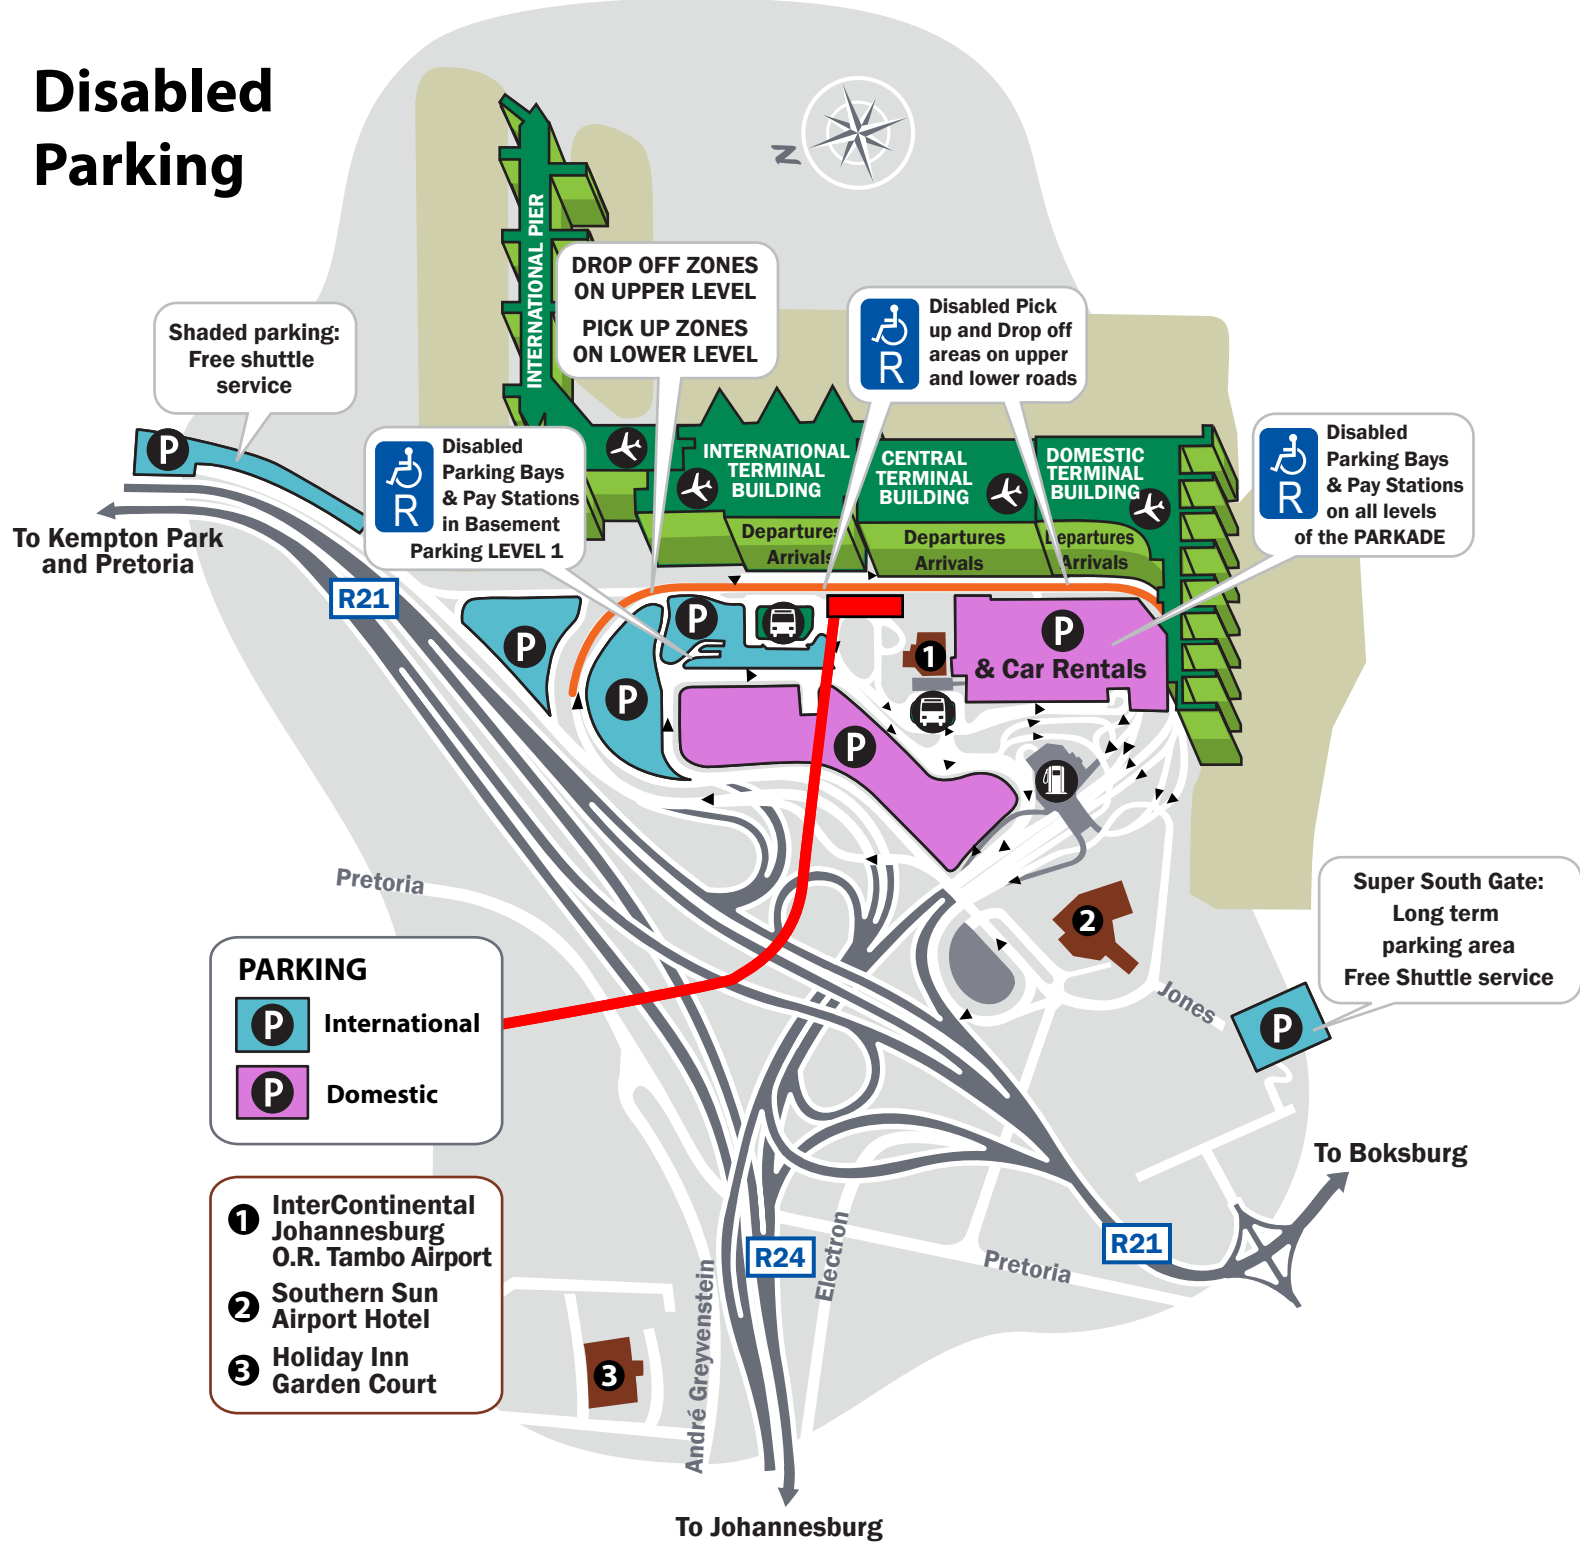 Disabled
Parking
N
INTERNATIONAL PIER
DROP OFF ZONES
ON UPPER LEVEL
PICK UP ZONES
ON LOWER LEVEL
R
Disabled Pick
up and Drop off
areas on upper
and lower roads
Shaded parking:
Free shuttle
service
P
R
Disabled
Parking Bays
& Pay Stations
in Basement
Parking LEVEL 1
INTERNATIONAL
TERMINAL
BUILDING
CENTRAL
TERMINAL
BUILDING
DOMESTIC
TERMINAL
BUILDING
R
Disabled
Parking Bays
& Pay Stations
on all levels
of the PARKADE
Departures
Arrivals
Departures
Arrivals
Departures
Arrivals
To Kempton Park
and Pretoria
R21
P
P
P
P
& Car Rentals
1
P
Pretoria
2
Super South Gate:
Long term
parking area
Free Shuttle service
Jones
P
PARKING
P International
P Domestic
To Boksburg
1 InterContinental
Johannesburg
O.R. Tambo Airport
2 Southern Sun
Airport Hotel
3 Holiday Inn
Garden Court
R24
Electron
R21
Pretoria
André Greyvenstein
3
To Johannesburg